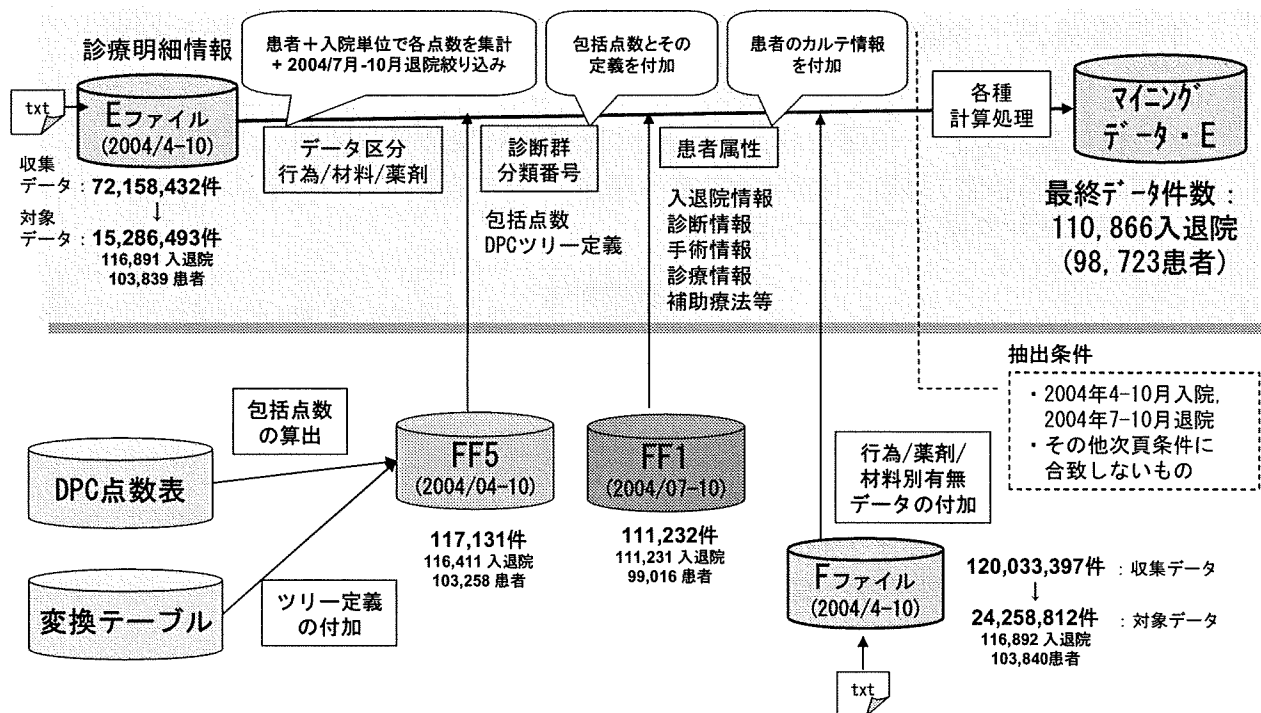 診療明細情報
txt
Eファイル
(2004/4-10)
収集
データ：72,158,432件
↓
対象
データ：15,286,493件
116,891 入退院
103,839 患者
患者＋入院単位で各点数を集計
+ 2004/7月-10月退院絞り込み
データ区分
行為/材料/薬剤
包括点数とその
定義を付加
診断群
分類番号
包括点数
DPCツリー定義
患者のカルテ情報
を付加
患者属性
入退院情報
診断情報
手術情報
診療情報
補助療法等
各種
計算処理
マイニング
データ・E
最終データ件数：
110,866入退院
(98,723患者)
抽出条件
・2004年4-10月入院,
2004年7-10月退院
・その他次頁条件に
合致しないもの
包括点数
の算出
DPC点数表
変換テーブル
ツリー定義
の付加
FF5
(2004/04-10)
117,131件
116,411 入退院
103,258 患者
FF1
(2004/07-10)
111,232件
111,231 入退院
99,016 患者
行為/薬剤/
材料別有無
データの付加
Fファイル
(2004/4-10)
txt
120,033,397件 ：収集データ
↓
24,258,812件 ：対象データ
116,892 入退院
103,840患者